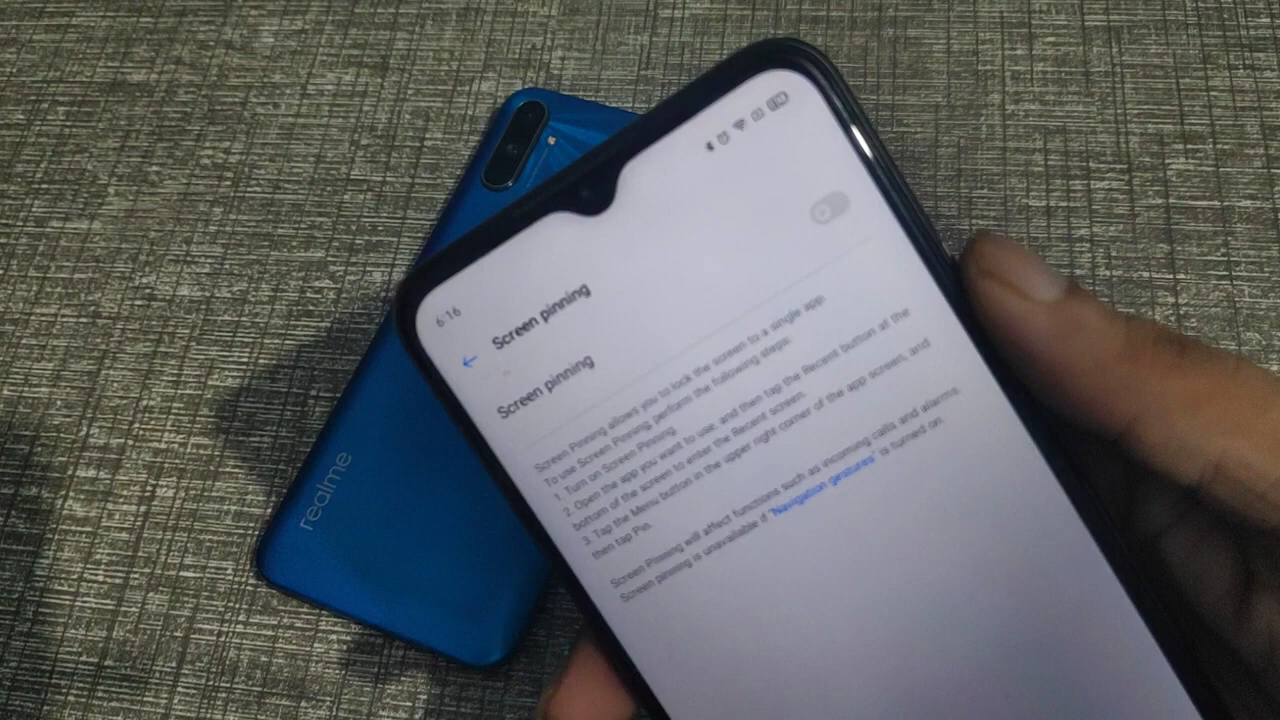 6:16
Screen pinning
Screen pinning
Screen Pinning allows you to lock the screen to a single app.
To use Screen Pinning, perform the following steps:
1. Turn on Screen Pinning.
2. Open the app you want to use, and then tap the Recent button at the
bottom of the screen to enter the Recent screen.
3. Tap the Menu button in the upper right corner of the app screen, and
then tap Pin.
Screen Pinning will affect functions such as incoming calls and alarms.
Screen pinning is unavailable if "Navigation gestures" is turned on.
realme